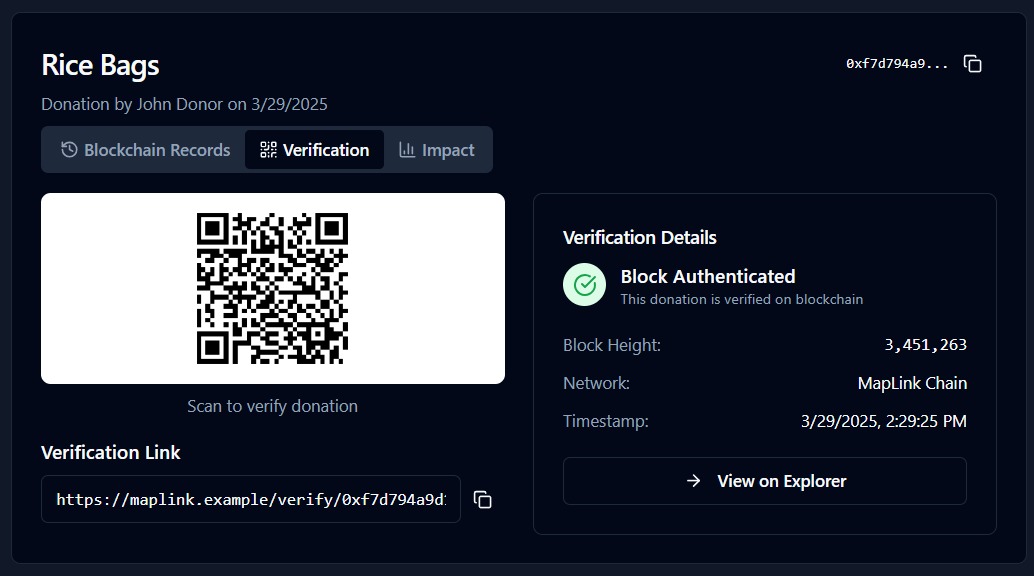 Rice Bags
0xf7d794a9...
Donation by John Donor on 3/29/2025
Blockchain Records
Verification
Impact
Scan to verify donation
Verification Link
https://maplink.example/verify/0xf7d794a9d
Verification Details
Block Authenticated
This donation is verified on blockchain
Block Height: 3,451,263
Network: MapLink Chain
Timestamp: 3/29/2025, 2:29:25 PM
View on Explorer